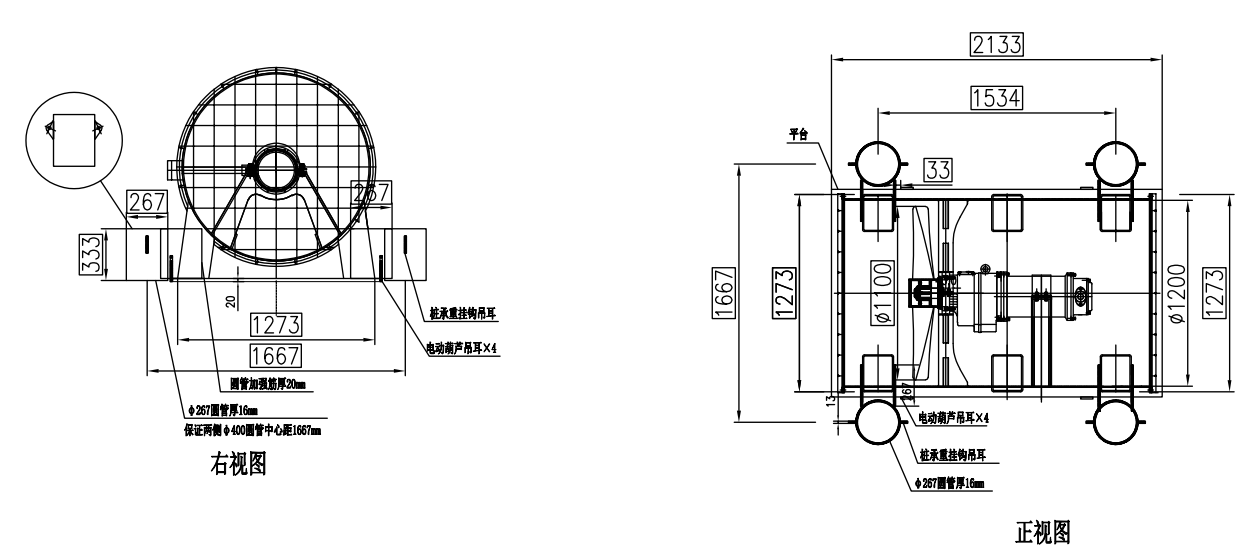 267
333
267
20
1273
1667
桩承重挂钩吊耳
电动葫芦吊耳×4
圆管加强筋厚20mm
ф267圆管厚16mm
保证两侧ф400圆管中心距1667mm
右视图
2133
1534
平台
33
1667
1273
ϕ1100
ϕ1200
1273
267
13
电动葫芦吊耳×4
桩承重挂钩吊耳
ф267圆管厚16mm
正视图